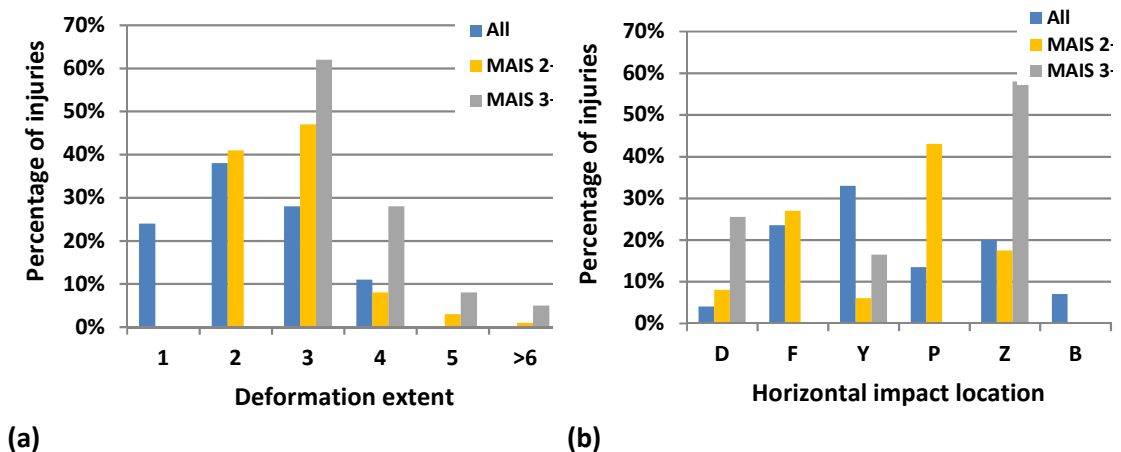 70%
60%
50%
40%
30%
20%
10%
0%
Percentage of injuries
All
MAIS 2-
MAIS 3-
1 2 3 4 5 >6
Deformation extent
(a)
70%
60%
50%
40%
30%
20%
10%
0%
Percentage of injuries
All
MAIS 2-
MAIS 3-
D F Y P Z B
Horizontal impact location
(b)